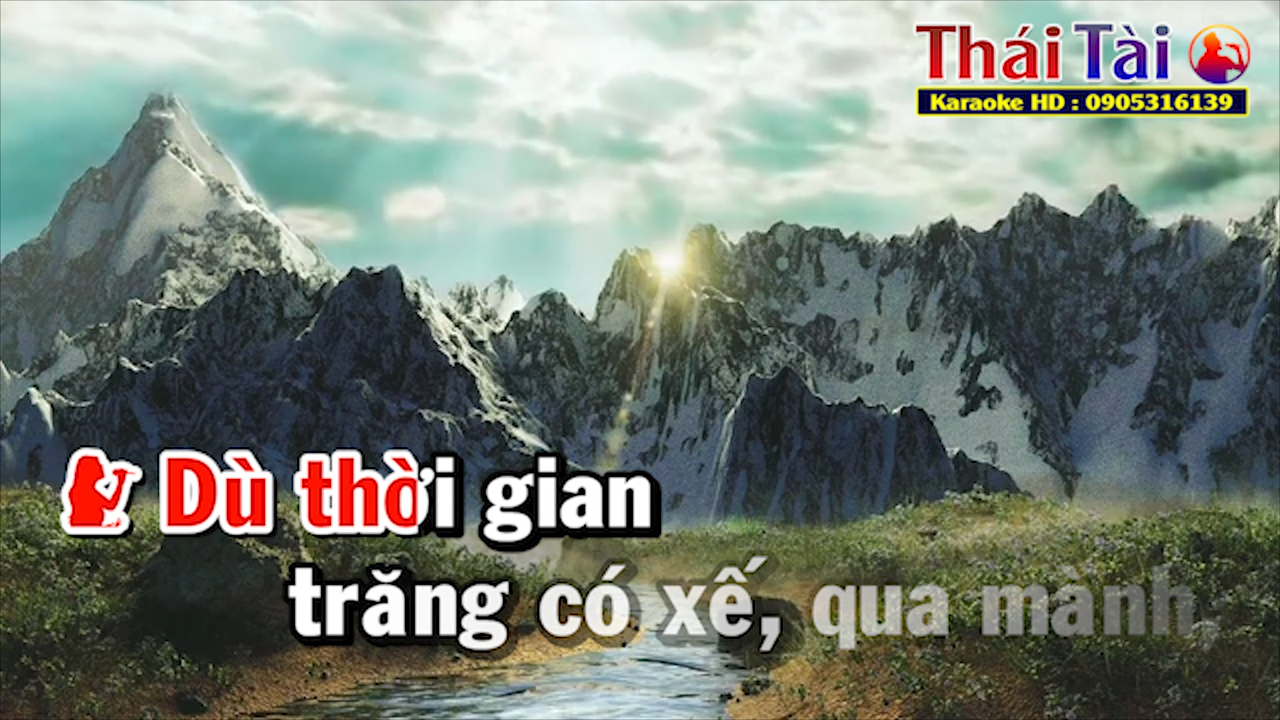 Thái Tài
Karaoke HD : 0905316139
Dù thời gian
trăng có xế, qua mành,